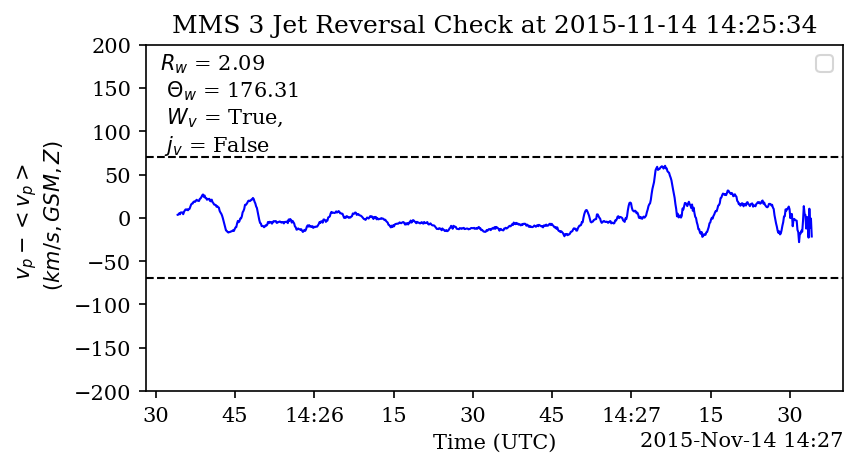 MMS 3 Jet Reversal Check at 2015-11-14 14:25:34
R_w = 2.09
Θ_w = 176.31
W_v = True,
j_v = False
v_p − < v_p >
(km/s, GSM, Z)
200
150
100
50
0
−50
−100
−150
−200
30 45 14:26 15 30 45 14:27 15 30
Time (UTC)
2015-Nov-14 14:27